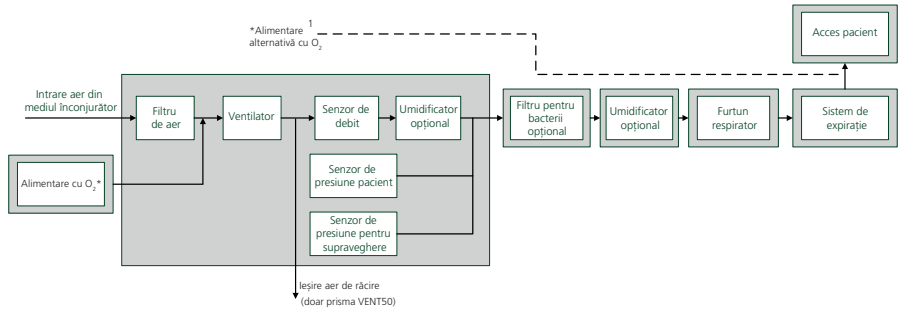 *Alimentare 1
alternativă cu O2
Acces pacient
Intrare aer din
mediul înconjurător
Filtru
de aer
Ventilator
Senzor de
debit
Umidificator
opțional
Filtru pentru
bacterii
opțional
Umidificator
opțional
Furtun
respirator
Sistem de
expirație
Alimentare cu O2*
Senzor de
presiune pacient
Senzor de
presiune pentru
supraveghere
Ieșire aer de răcire
(doar prisma VENT50)